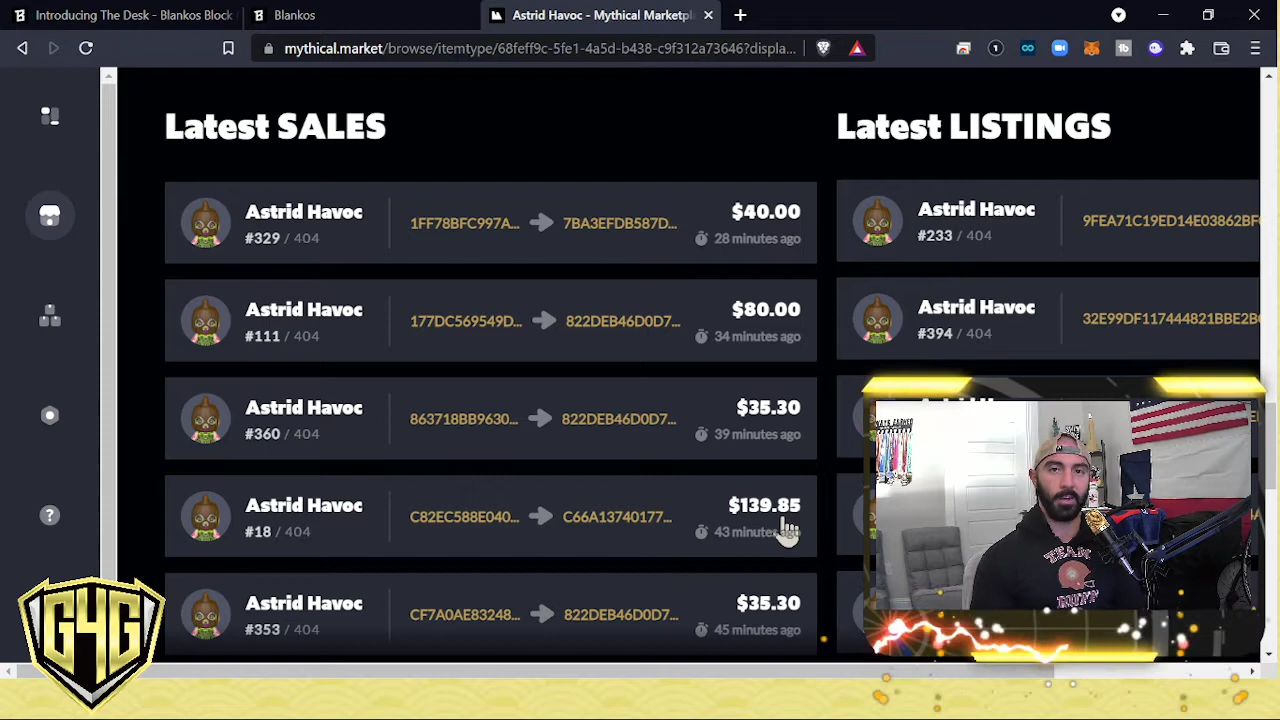 Introducing The Desk - Blankos Block
Blankos
Astrid Havoc - Mythical Marketpla
mythical.market/browse/itemtype/68feff9c-5fe1-4a5d-b438-c9f312a73646?displa...
Latest SALES
Astrid Havoc
#329 / 404
1FF78BFC997A...
7BA3EFDB587D...
$40.00
28 minutes ago
Astrid Havoc
#111 / 404
177DC569549D...
822DEB46D0D7...
$80.00
34 minutes ago
Astrid Havoc
#360 / 404
863718BB9630...
822DEB46D0D7...
$35.30
39 minutes ago
Astrid Havoc
#18 / 404
C82EC588E040...
C66A13740177...
$139.85
43 minutes ago
Astrid Havoc
#353 / 404
CF7A0AE83248...
822DEB46D0D7...
$35.30
45 minutes ago
Latest LISTINGS
Astrid Havoc
#233 / 404
9FEA71C19ED14E03862BF
Astrid Havoc
#394 / 404
32E99DF117444821BBE2B
G4G
TEAM